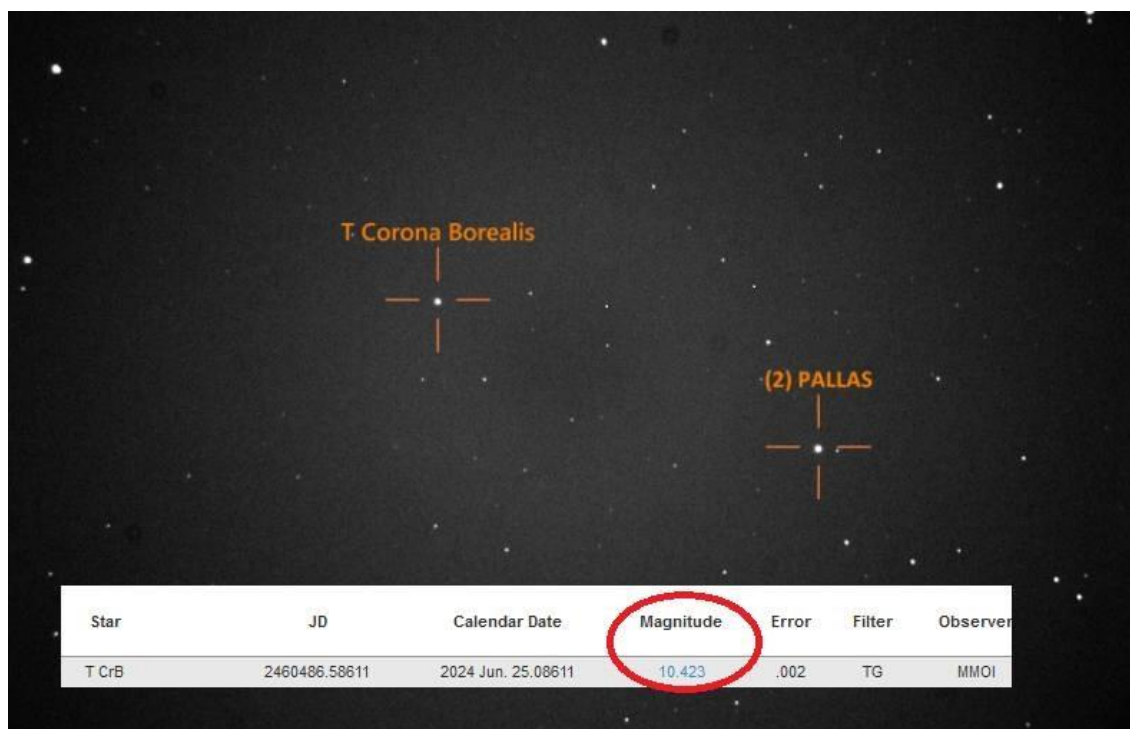 T Corona Borealis
(2) PALLAS
Star JD Calendar Date Magnitude Error Filter Observer
T CrB 2460486.58611 2024 Jun. 25.08611 10.423 .002 TG MMOI